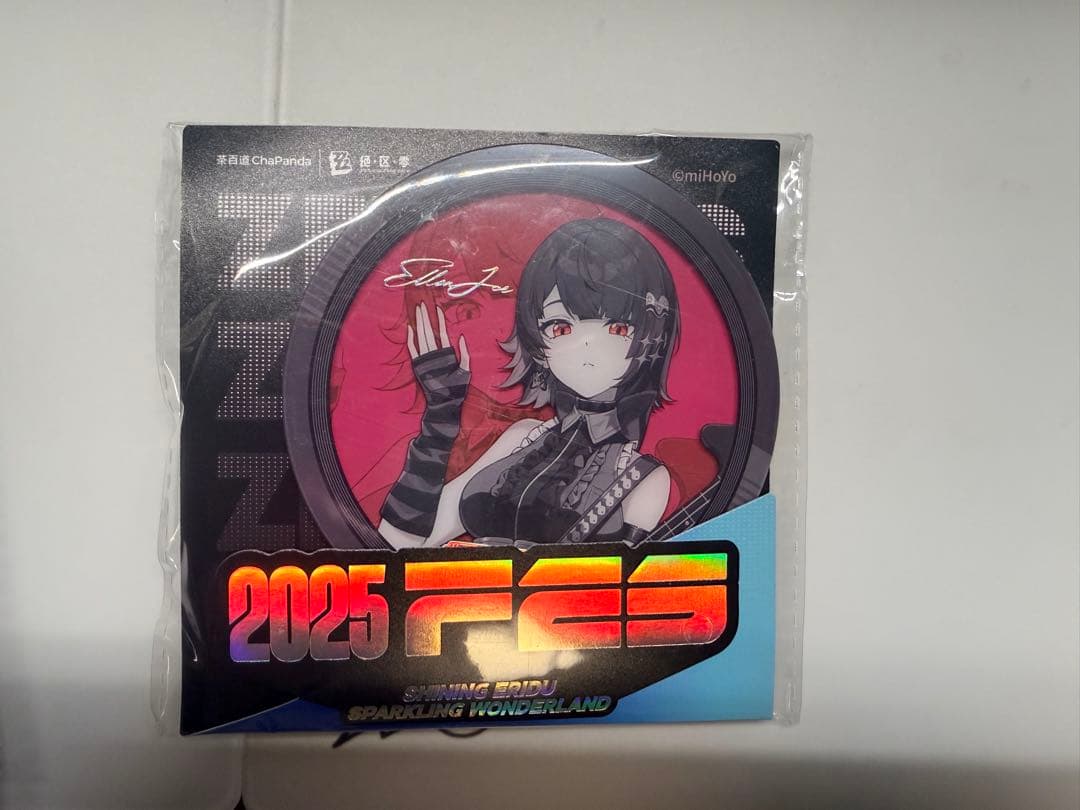 茶百道 ChaPanda | 绝·区·零
©miHoYo
Ellen Joe
2025 FES
SHINING ERIDU
SPARKLING WONDERLAND